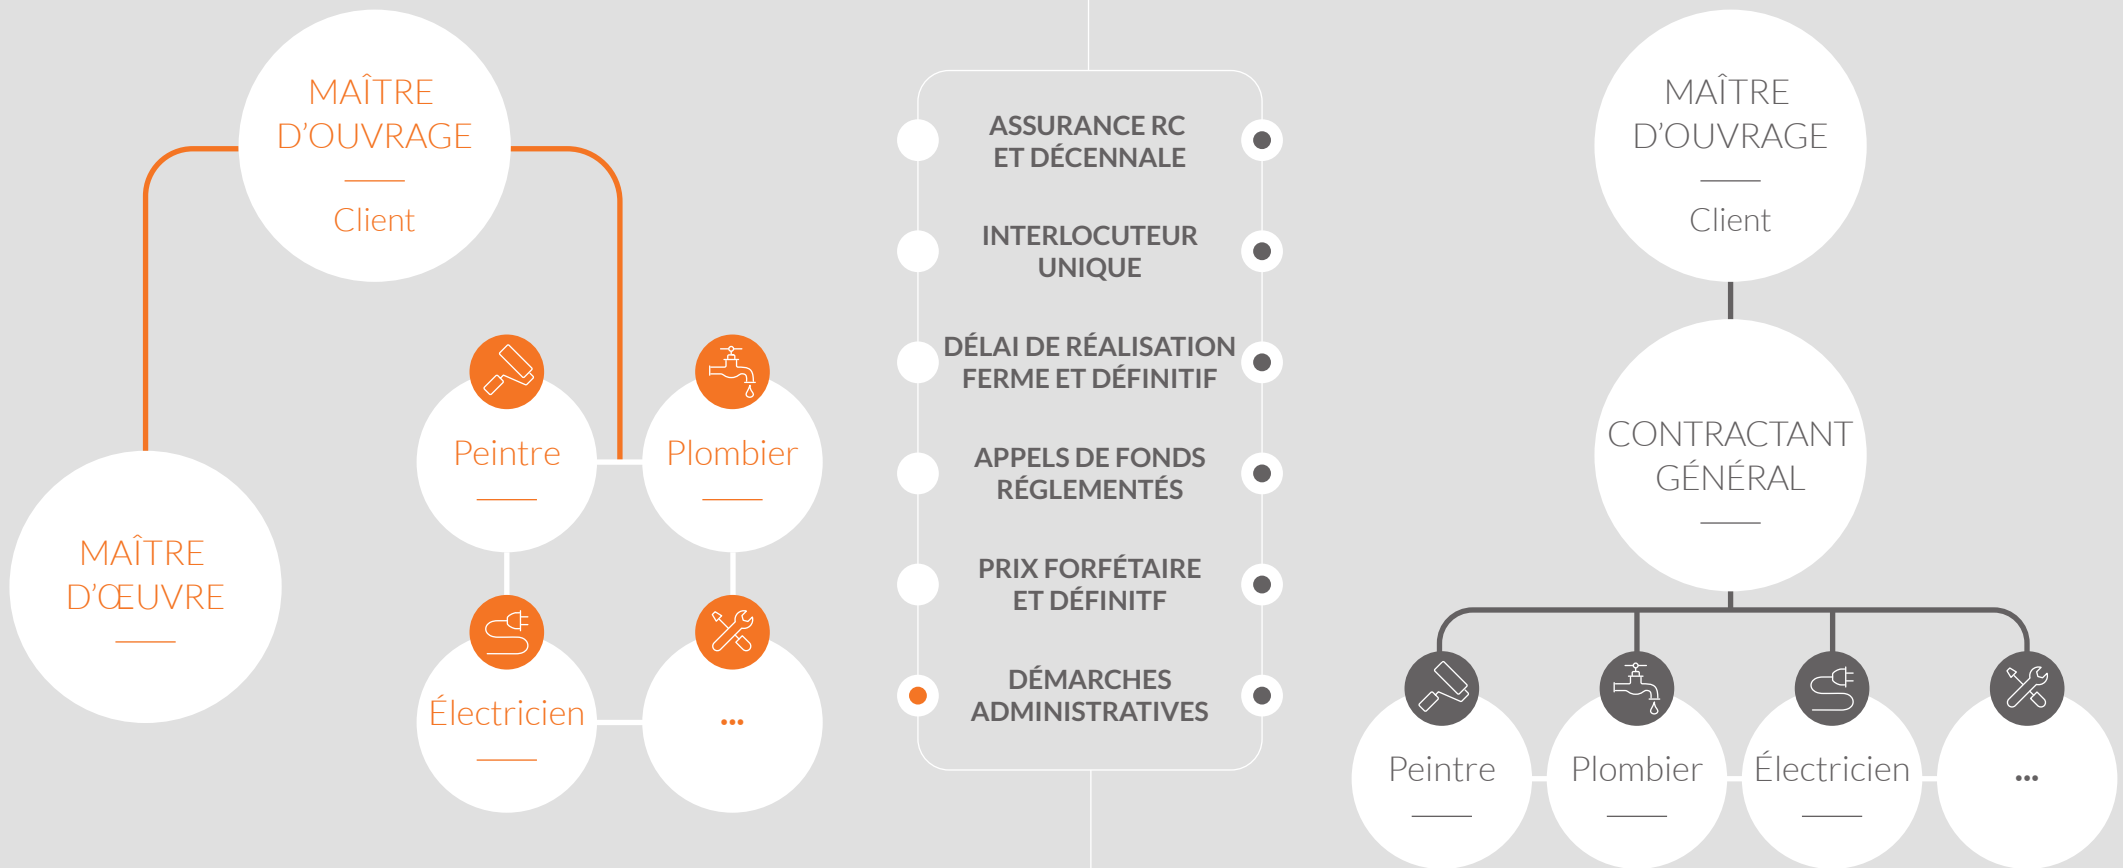 MAÎTRE
D'OUVRAGE
Client
MAÎTRE
D'ŒUVRE
Peintre
Plombier
Électricien
...
ASSURANCE RC
ET DÉCENNALE
INTERLOCUTEUR
UNIQUE
DÉLAI DE RÉALISATION
FERME ET DÉFINITIF
APPELS DE FONDS
RÉGLEMENTÉS
PRIX FORFÉTAIRE
ET DÉFINITF
DÉMARCHES
ADMINISTRATIVES
MAÎTRE
D'OUVRAGE
Client
CONTRACTANT
GÉNÉRAL
Peintre
Plombier
Électricien
...